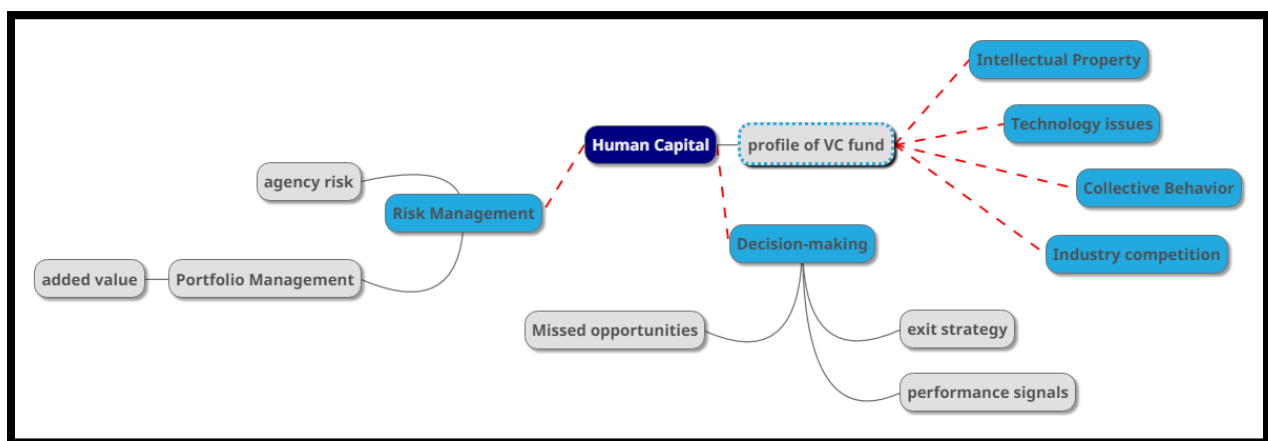 Intellectual Property
Technology issues
Human Capital
profile of VC fund
agency risk
Collective Behavior
Risk Management
Decision-making
Industry competition
added value
Portfolio Management
Missed opportunities
exit strategy
performance signals